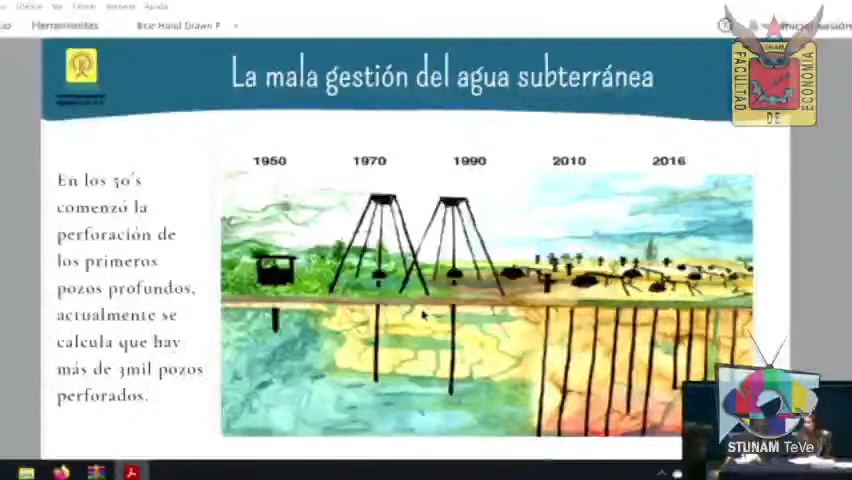 Herramientas
La mala gestión del agua subterránea
UNAM
FACULTAD
DE
ECONOMÍA
1950 1970 1990 2010 2016
En los 50's
comenzó la
perforación de
los primeros
pozos profundos,
actualmente se
calcula que hay
más de 3mil pozos
perforados.
STUNAM TeVe